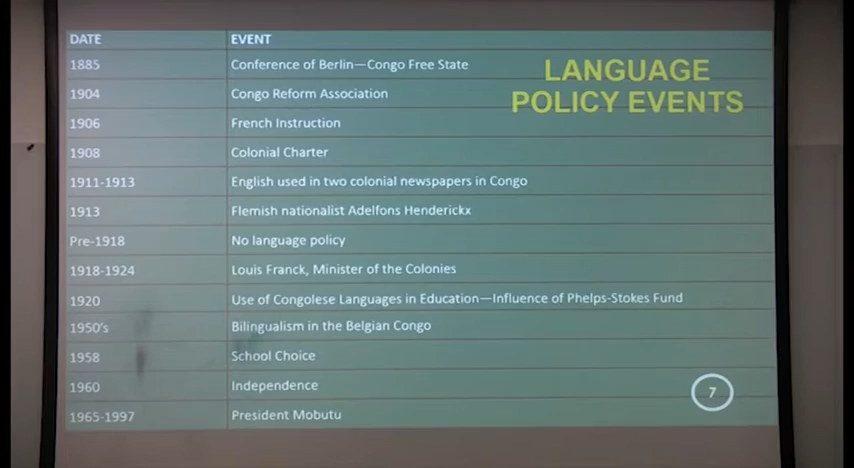 DATE EVENT
LANGUAGE
POLICY EVENTS
1885 Conference of Berlin—Congo Free State
1904 Congo Reform Association
1906 French Instruction
1908 Colonial Charter
1911-1913 English used in two colonial newspapers in Congo
1913 Flemish nationalist Adelfons Henderickx
Pre-1918 No language policy
1918-1924 Louis Franck, Minister of the Colonies
1920 Use of Congolese Languages in Education—Influence of Phelps-Stokes Fund
1950's Bilingualism in the Belgian Congo
1958 School Choice
1960 Independence
1965-1997 President Mobutu
7